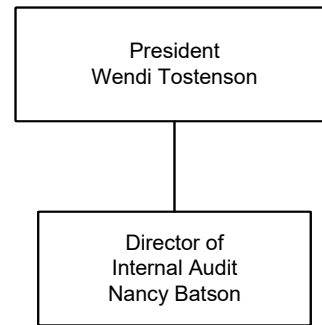 President
Wendi Tostenson
Director of
Internal Audit
Nancy Batson